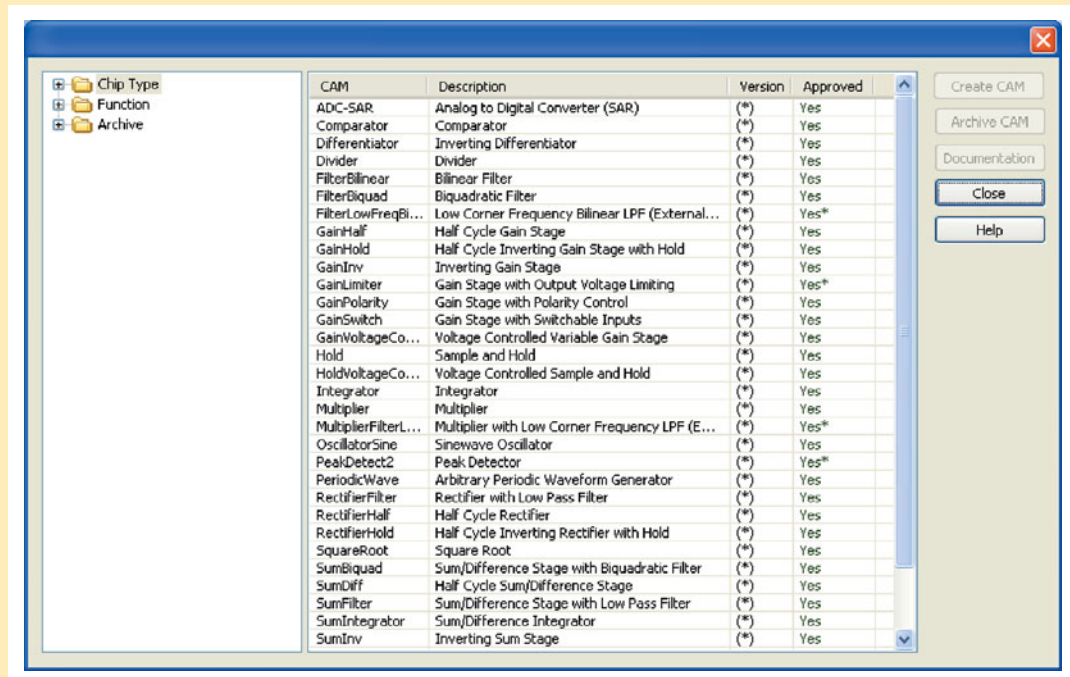 Chip Type
Function
Archive
CAM Description Version Approved
ADC-SAR Analog to Digital Converter (SAR) (*) Yes
Comparator Comparator (*) Yes
Differentiator Inverting Differentiator (*) Yes
Divider Divider (*) Yes
FilterBilinear Bilinear Filter (*) Yes
FilterBiquad Biquadratic Filter (*) Yes
FilterLowFreqBi... Low Corner Frequency Bilinear LPF (External... (*) Yes*
GainHalf Half Cycle Gain Stage (*) Yes
GainHold Half Cycle Inverting Gain Stage with Hold (*) Yes
GainInv Inverting Gain Stage (*) Yes
GainLimiter Gain Stage with Output Voltage Limiting (*) Yes*
GainPolarity Gain Stage with Polarity Control (*) Yes
GainSwitch Gain Stage with Switchable Inputs (*) Yes
GainVoltageCo... Voltage Controlled Variable Gain Stage (*) Yes
Hold Sample and Hold (*) Yes
HoldVoltageCo... Voltage Controlled Sample and Hold (*) Yes
Integrator Integrator (*) Yes
Multiplier Multiplier (*) Yes
MultiplierFilterL... Multiplier with Low Corner Frequency LPF (E... (*) Yes*
OscillatorSine Sinewave Oscillator (*) Yes
PeakDetect2 Peak Detector (*) Yes*
PeriodicWave Arbitrary Periodic Waveform Generator (*) Yes
RectifierFilter Rectifier with Low Pass Filter (*) Yes
RectifierHalf Half Cycle Rectifier (*) Yes
RectifierHold Half Cycle Inverting Rectifier with Hold (*) Yes
SquareRoot Square Root (*) Yes
SumBiquad Sum/Difference Stage with Biquadratic Filter (*) Yes
SumDiff Half Cycle Sum/Difference Stage (*) Yes
SumFilter Sum/Difference Stage with Low Pass Filter (*) Yes
SumIntegrator Sum/Difference Integrator (*) Yes
SumInv Inverting Sum Stage (*) Yes
Create CAM
Archive CAM
Documentation
Close
Help